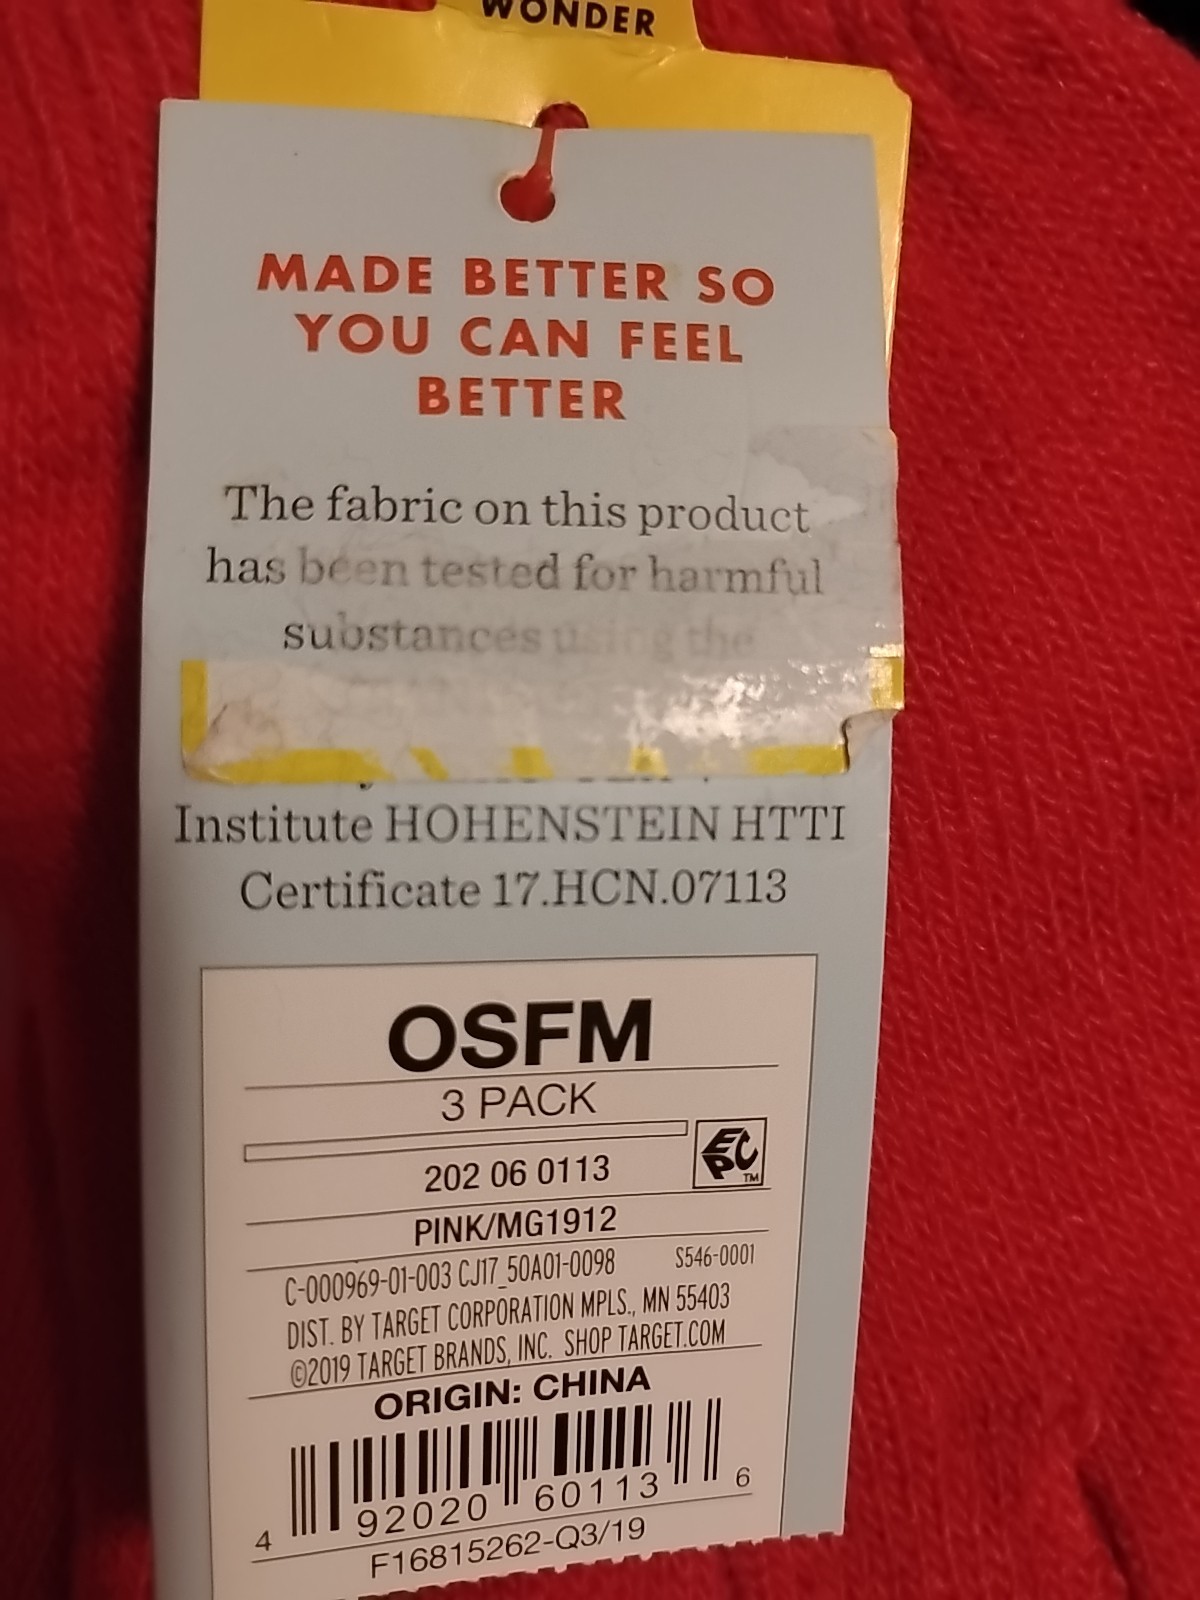 WONDER
MADE BETTER SO
YOU CAN FEEL
BETTER
The fabric on this product
has been tested for harmful
substances using the
Institute HOHENSTEIN HTTI
Certificate 17.HCN.07113
OSFM
3 PACK
202 06 0113
EPC TM
PINK/MG1912
C-000969-01-003 CJ17_50A01-0098 S546-0001
DIST. BY TARGET CORPORATION MPLS., MN 55403
©2019 TARGET BRANDS, INC. SHOP TARGET.COM
ORIGIN: CHINA
4 92020 60113 6
F16815262-Q3/19